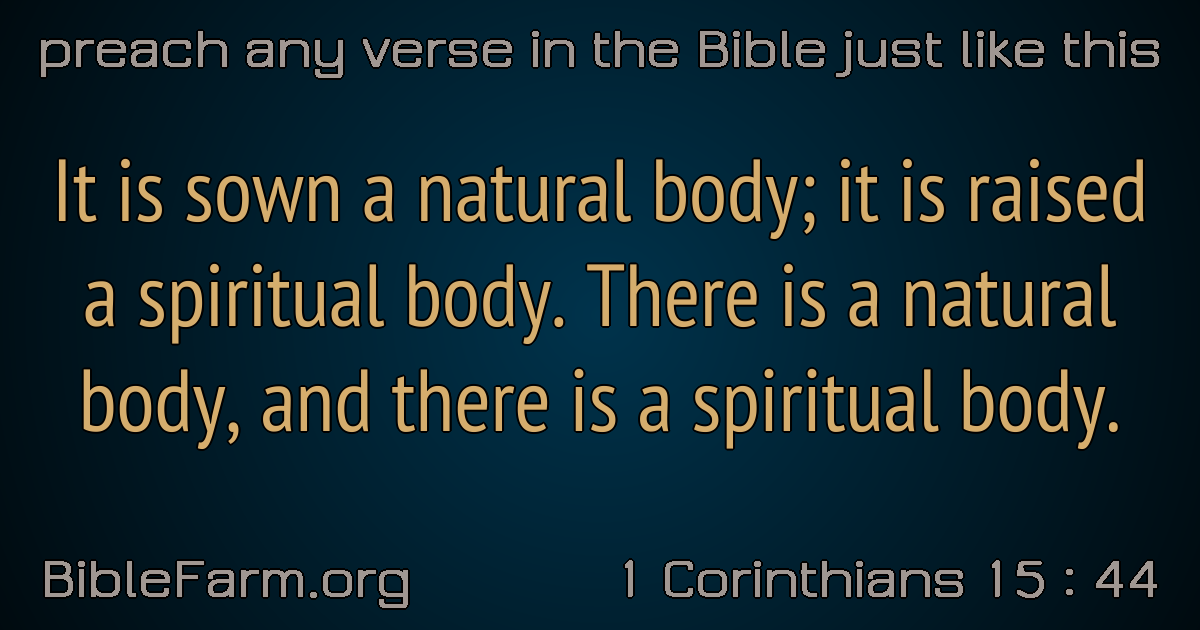 preach any verse in the Bible just like this
It is sown a natural body; it is raised
a spiritual body. There is a natural
body, and there is a spiritual body.
BibleFarm.org
1 Corinthians 15 : 44